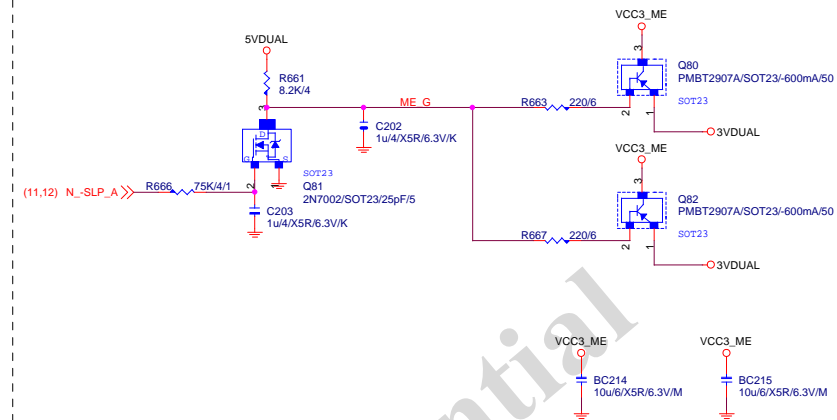 VCC3_ME
5VDUAL
3
Q80
PMBT2907A/SOT23/-600mA/50
SOT23
R661
8.2K/4
3
ME_G
R663 220/6
2
1
3VDUAL
C202
1u/4/X5R/6.3V/K
D
G
S
VCC3_ME
SOT23
Q81
2N7002/SOT23/25pF/5
3
Q82
PMBT2907A/SOT23/-600mA/50
SOT23
(11,12) N_-SLP_A
R666 75K/4/1
2
C203
1u/4/X5R/6.3V/K
R667 220/6
2
1
3VDUAL
VCC3_ME
VCC3_ME
BC214
10u/6/X5R/6.3V/M
BC215
10u/6/X5R/6.3V/M